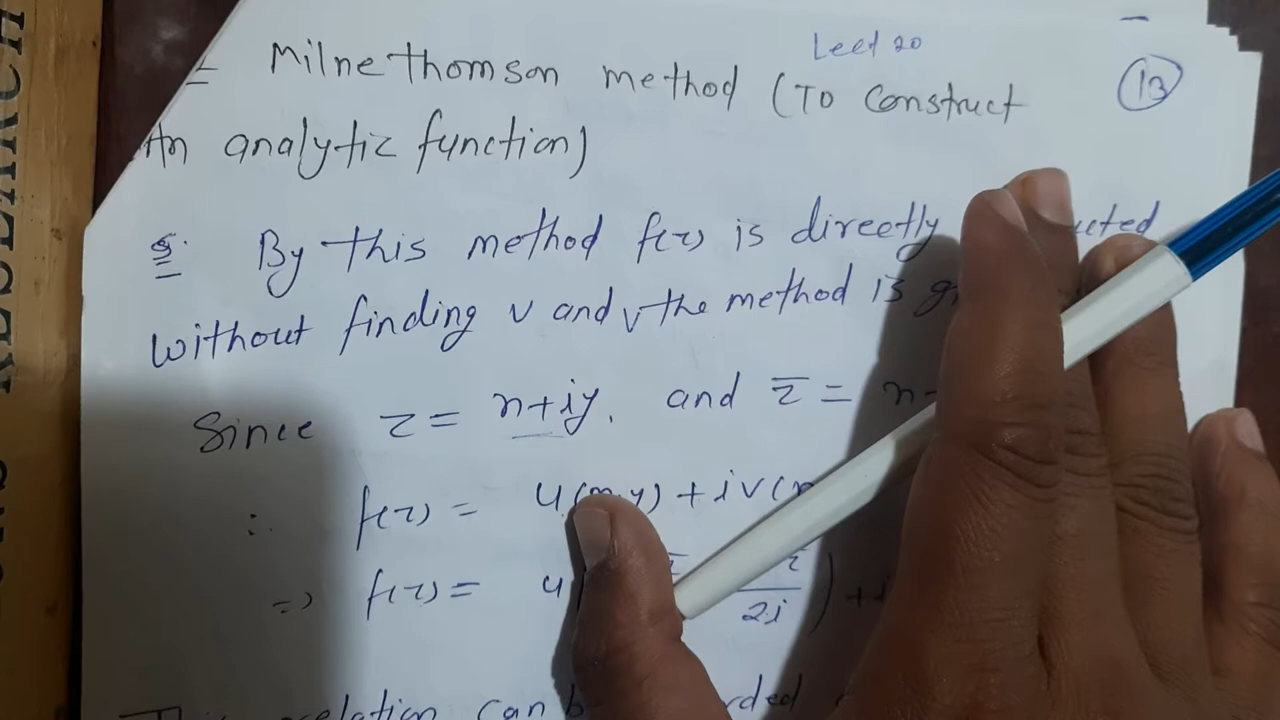 Lect 20
= Milne thomson method (To construct
13
An analytic function)
S: By this method f(z) is directly
without finding u and v the method is
Since z = x+iy. and z̄ =
∴ f(z) = u(x,y) + iv(x
=> f(z) = u( z̄ / 2i ) + i
relation can
RESEARCH